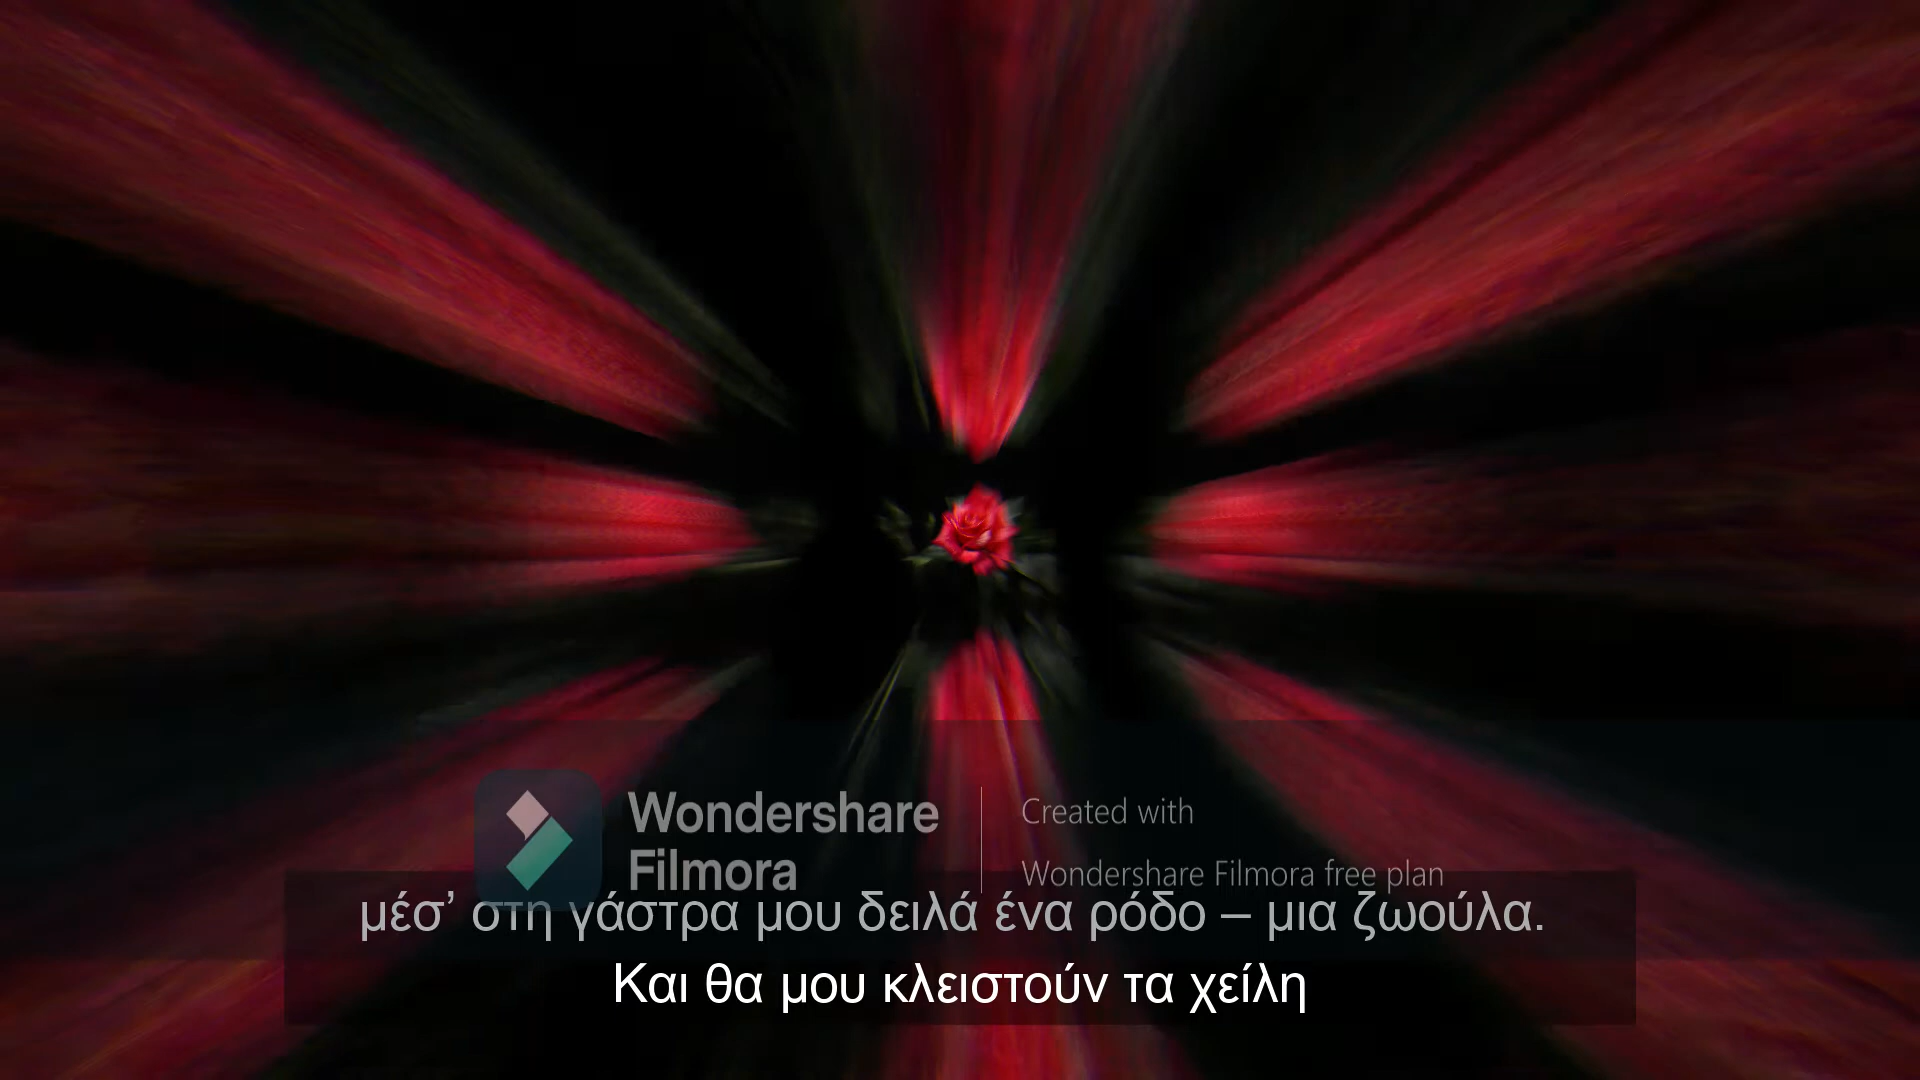 Wondershare
Filmora
Created with
Wondershare Filmora free plan
μέσ’ στη γάστρα μου δειλά ένα ρόδο – μια ζωούλα.
Και θα μου κλειστούν τα χείλη